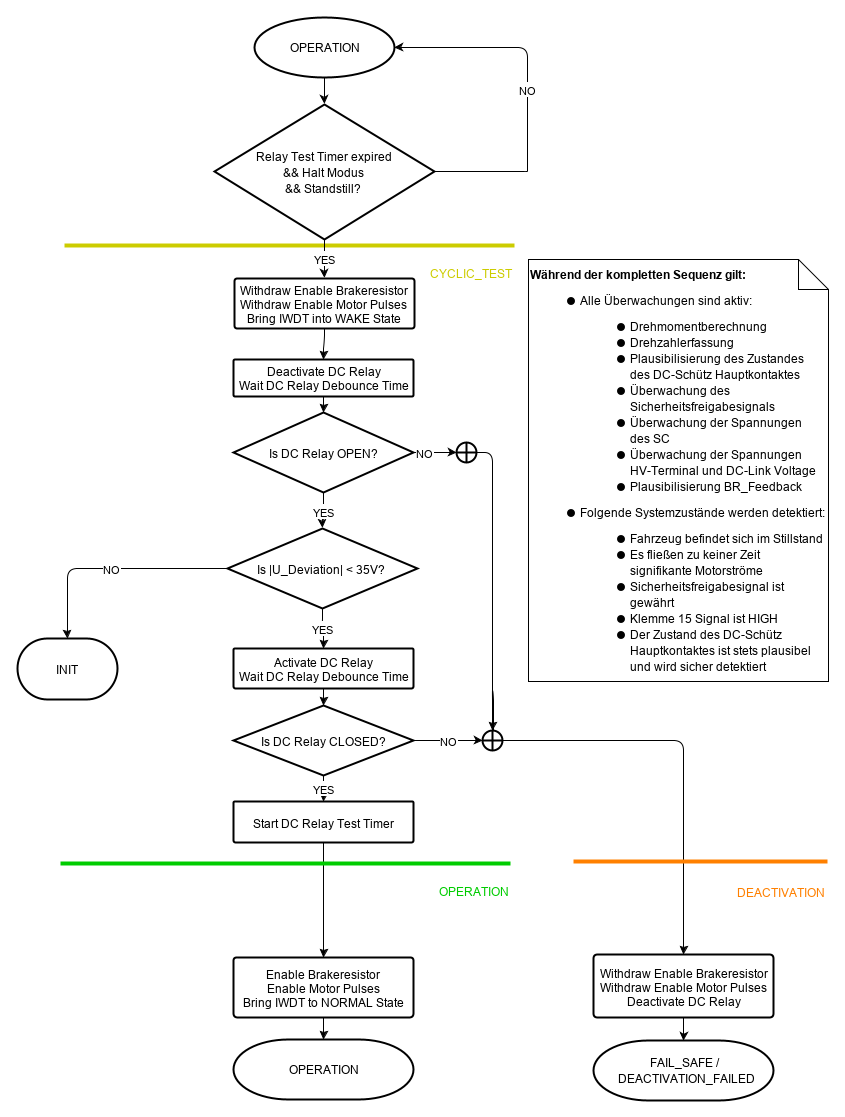 OPERATION
NO
Relay Test Timer expired
&& Halt Modus
&& Standstill?
YES
CYCLIC_TEST
Withdraw Enable Brakeresistor
Withdraw Enable Motor Pulses
Bring IWDT into WAKE State
Deactivate DC Relay
Wait DC Relay Debounce Time
Is DC Relay OPEN?
NO
YES
Is |U_Deviation| < 35V?
NO
INIT
YES
Activate DC Relay
Wait DC Relay Debounce Time
Is DC Relay CLOSED?
NO
YES
Start DC Relay Test Timer
OPERATION
Enable Brakeresistor
Enable Motor Pulses
Bring IWDT to NORMAL State
OPERATION
Während der kompletten Sequenz gilt:
● Alle Überwachungen sind aktiv:
● Drehmomentberechnung
● Drehzahlerfassung
● Plausibilisierung des Zustandes
des DC-Schütz Hauptkontaktes
● Überwachung des
Sicherheitsfreigabesignals
● Überwachung der Spannungen
des SC
● Überwachung der Spannungen
HV-Terminal und DC-Link Voltage
● Plausibilisierung BR_Feedback
● Folgende Systemzustände werden detektiert:
● Fahrzeug befindet sich im Stillstand
● Es fließen zu keiner Zeit
signifikante Motorströme
● Sicherheitsfreigabesignal ist
gewährt
● Klemme 15 Signal ist HIGH
● Der Zustand des DC-Schütz
Hauptkontaktes ist stets plausibel
und wird sicher detektiert
DEACTIVATION
Withdraw Enable Brakeresistor
Withdraw Enable Motor Pulses
Deactivate DC Relay
FAIL_SAFE /
DEACTIVATION_FAILED